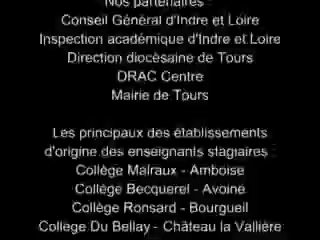 Nos partenaires :
Conseil Général d'Indre et Loire
Inspection académique d'Indre et Loire
Direction diocèsaine de Tours
DRAC Centre
Mairie de Tours
Les principaux des établissements
d'origine des enseignants stagiaires :
Collège Malraux - Amboise
Collège Becquerel - Avoine
Collège Ronsard - Bourgueil
College Du Bellay - Château la Vallière